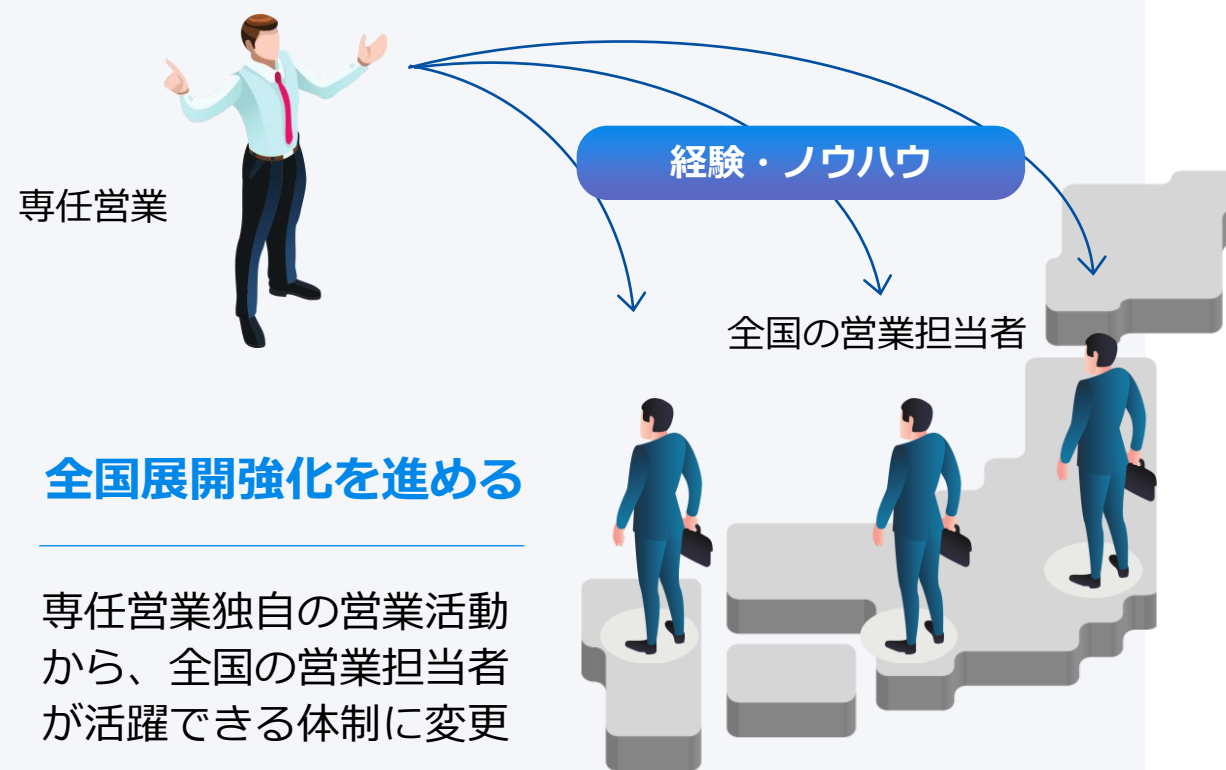 経験・ノウハウ
専任営業
全国の営業担当者
全国展開強化を進める
専任営業独自の営業活動
から、全国の営業担当者
が活躍できる体制に変更